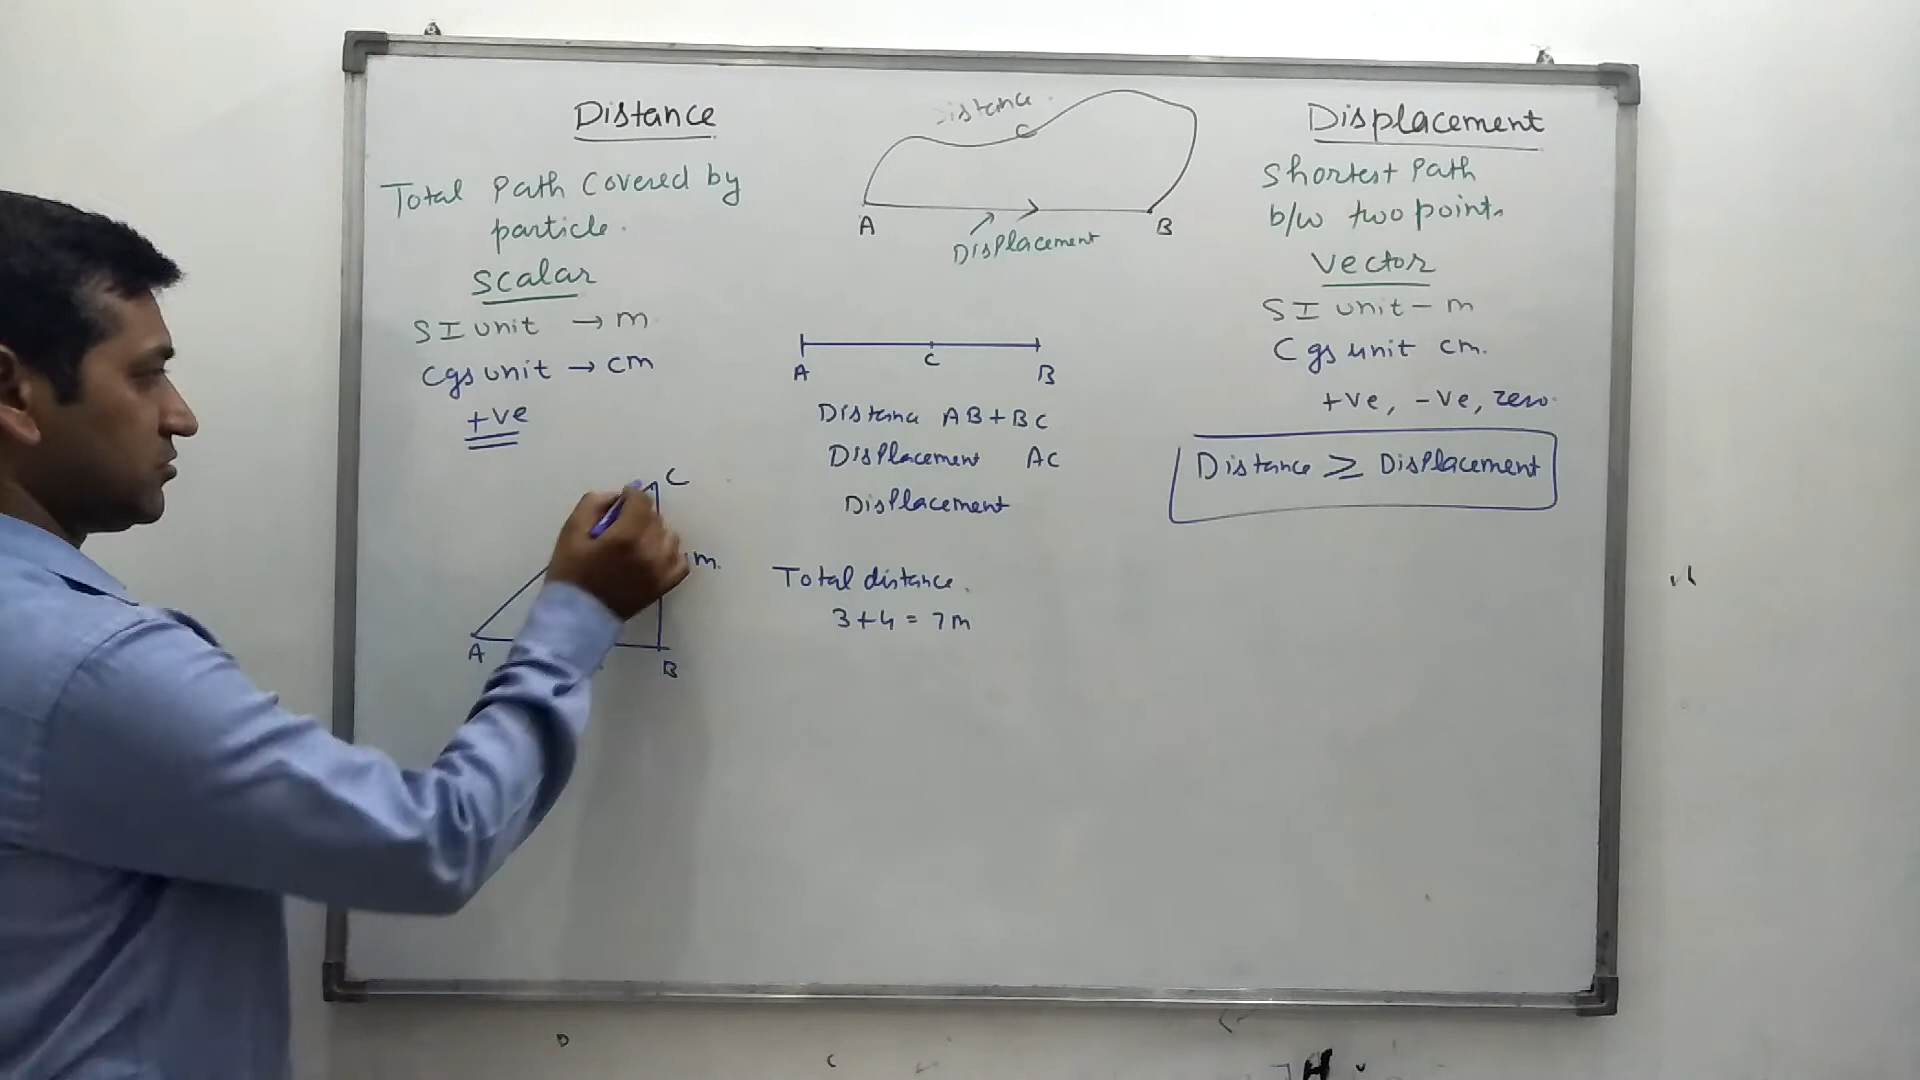 Distance
Total Path Covered by
particle.
Scalar
SI unit → m
Cgs unit → cm
+ve
C
m.
A
B
C
A
B
Displacement
A
C
B
Distance AB+BC
Displacement AC
Displacement
Total distance.
3+4 = 7m
Displacement
Shortest Path
b/w two points
Vector
SI unit - m
Cgs unit cm.
+ve, -ve, zero.
Distance ≥ Displacement
D
C
H